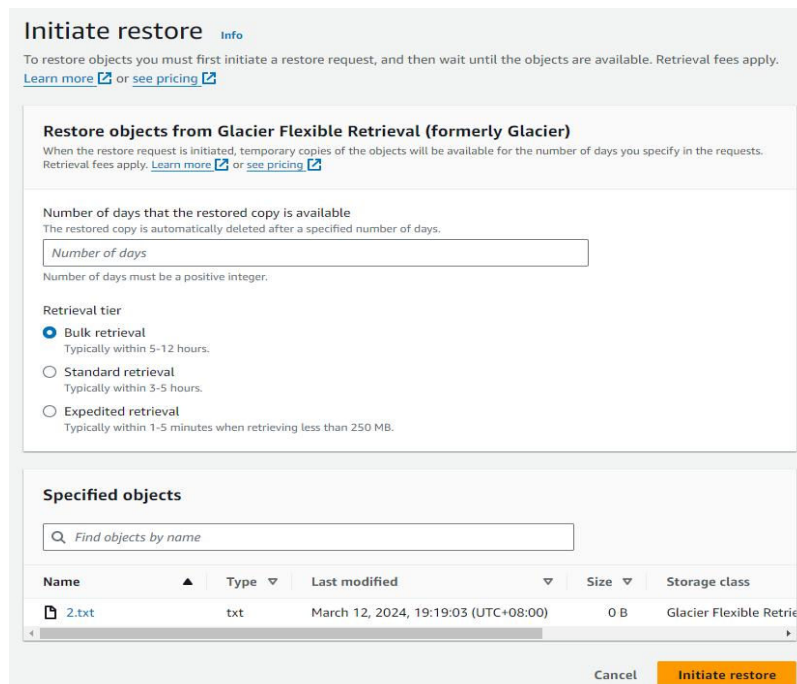 Initiate restore Info
To restore objects you must first initiate a restore request, and then wait until the objects are available. Retrieval fees apply.
Learn more or see pricing
Restore objects from Glacier Flexible Retrieval (formerly Glacier)
When the restore request is initiated, temporary copies of the objects will be available for the number of days you specify in the requests.
Retrieval fees apply. Learn more or see pricing
Number of days that the restored copy is available
The restored copy is automatically deleted after a specified number of days.
Number of days
Number of days must be a positive integer.
Retrieval tier
Bulk retrieval
Typically within 5-12 hours.
Standard retrieval
Typically within 3-5 hours.
Expedited retrieval
Typically within 1-5 minutes when retrieving less than 250 MB.
Specified objects
Find objects by name
Name Type Last modified Size Storage class
2.txt txt March 12, 2024, 19:19:03 (UTC+08:00) 0 B Glacier Flexible Retrie
Cancel Initiate restore